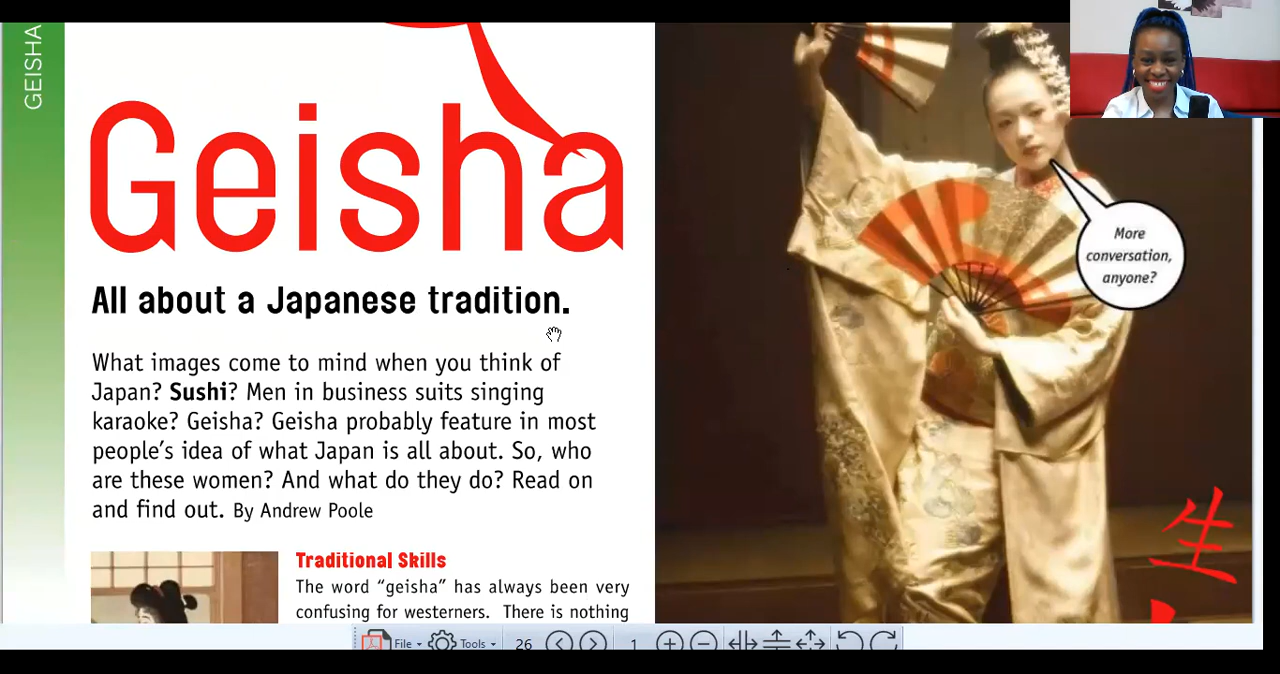 GEISHA
Geisha
All about a Japanese tradition.
What images come to mind when you think of
Japan? Sushi? Men in business suits singing
karaoke? Geisha? Geisha probably feature in most
people's idea of what Japan is all about. So, who
are these women? And what do they do? Read on
and find out. By Andrew Poole
Traditional Skills
The word "geisha" has always been very
confusing for westerners. There is nothing
More
conversation,
anyone?
生
File
Tools
26
1